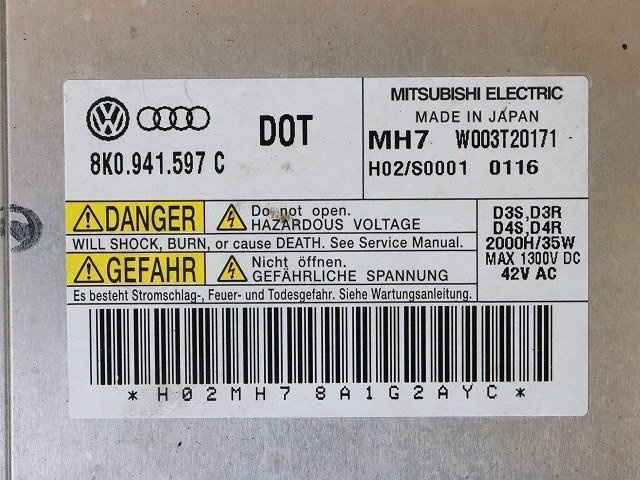 8K0.941.597 C
DOT
MITSUBISHI ELECTRIC
MADE IN JAPAN
MH7 W003T20171
H02/S0001 0116
DANGER
Do not open.
HAZARDOUS VOLTAGE
WILL SHOCK, BURN, or cause DEATH. See Service Manual.
GEFAHR
Nicht öffnen.
GEFÄHRLICHE SPANNUNG
Es besteht Stromschlag-, Feuer- und Todesgefahr. Siehe Wartungsanleitung.
D3S,D3R
D4S,D4R
2000H/35W
MAX 1300V DC
42V AC
*H02MH78A1G2AYC*